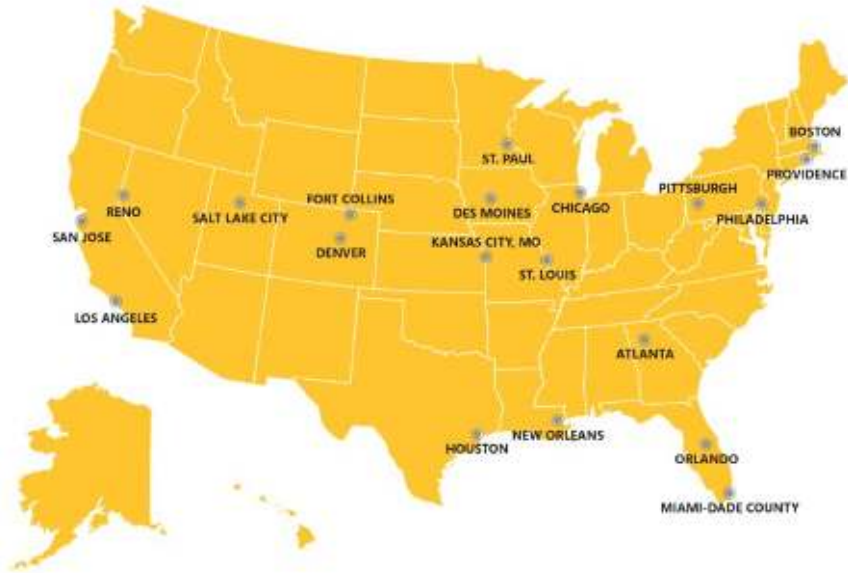 BOSTON
ST. PAUL
PROVIDENCE
PITTSBURGH
RENO
FORT COLLINS
SALT LAKE CITY
DES MOINES
CHICAGO
PHILADELPHIA
SAN JOSE
DENVER
KANSAS CITY, MO
ST. LOUIS
LOS ANGELES
ATLANTA
HOUSTON
NEW ORLEANS
ORLANDO
MIAMI-DADE COUNTY